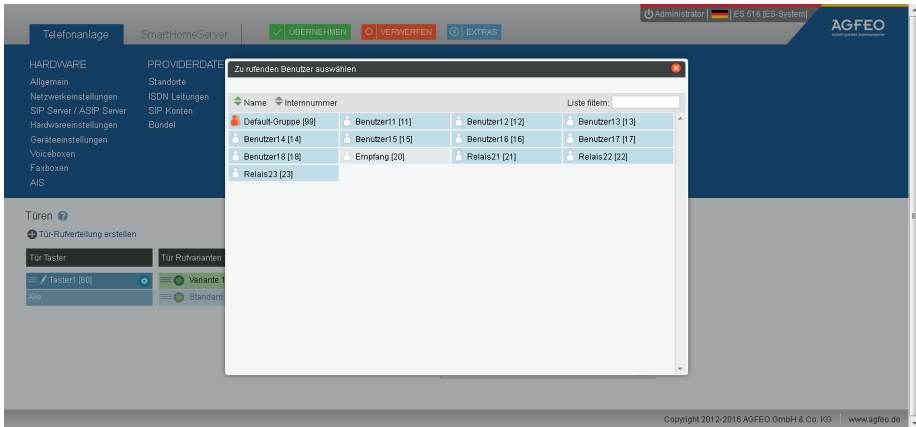 Administrator | ES 516 [ES-System]
AGFEO
Telefonanlage
SmartHomeServer
ÜBERNEHMEN
VERWERFEN
EXTRAS
HARDWARE
Allgemein
Netzwerkeinstellungen
SIP Server / ASIP Server
Hardwareeinstellungen
Geräteeinstellungen
Voiceboxen
Faxboxen
AIS
PROVIDERDATE
Standorte
ISDN Leitungen
SIP Konten
Bündel
Zu rufenden Benutzer auswählen
Name Internnummer Liste filtern:
Default-Gruppe [99] Benutzer11 [11] Benutzer12 [12] Benutzer13 [13]
Benutzer14 [14] Benutzer15 [15] Benutzer16 [16] Benutzer17 [17]
Benutzer18 [18] Empfang [20] Relais21 [21] Relais22 [22]
Relais23 [23]
Türen
Tür-Rufverteilung erstellen
Tür Taster Tür Rufvarianten
Taster1 [80] Variante 1
Alle Standard
Copyright 2012-2016 AGFEO GmbH & Co. KG www.agfeo.de